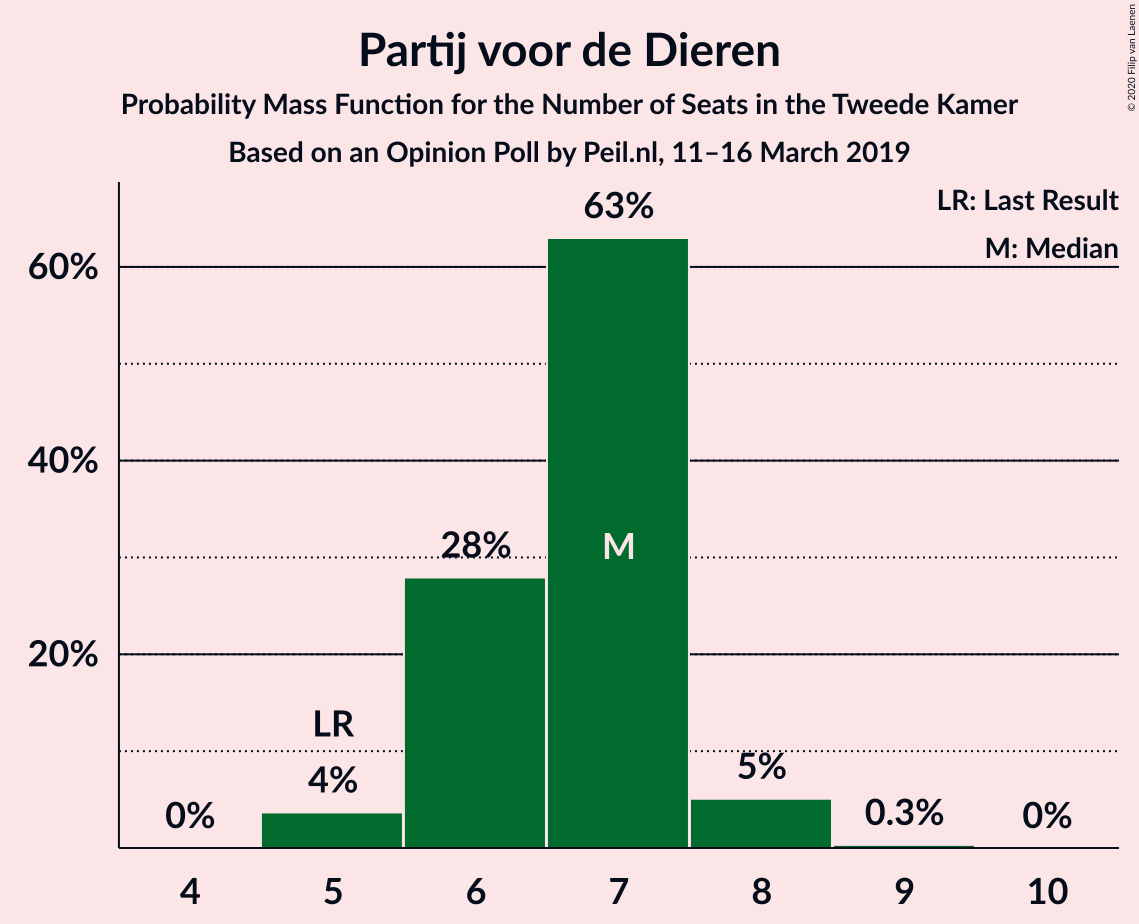 Partij voor de Dieren
Probability Mass Function for the Number of Seats in the Tweede Kamer
Based on an Opinion Poll by Peil.nl, 11–16 March 2019
© 2020 Filip van Laenen
LR: Last Result
M: Median
63%
60%
40%
28%
M
20%
LR
4%
5%
0%
0.3%
0%
4 5 6 7 8 9 10